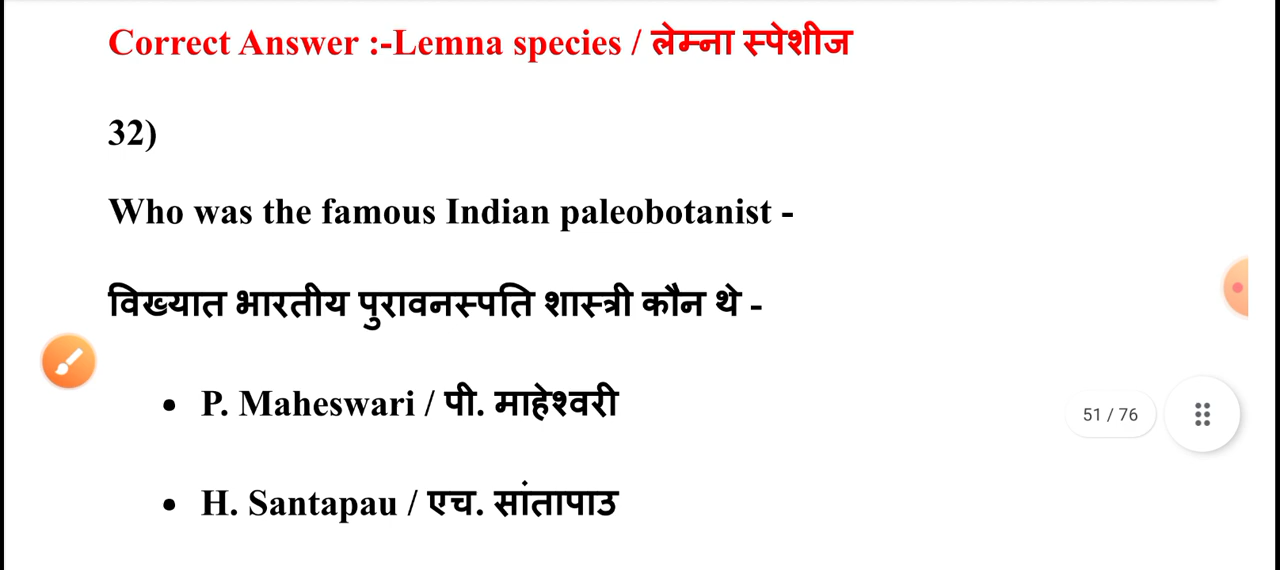 Correct Answer :-Lemna species / लेम्ना स्पेशीज
32)
Who was the famous Indian paleobotanist -
विख्यात भारतीय पुरावनस्पति शास्त्री कौन थे -
• P. Maheswari / पी. माहेश्वरी
51 / 76
• H. Santapau / एच. सांतापाउ